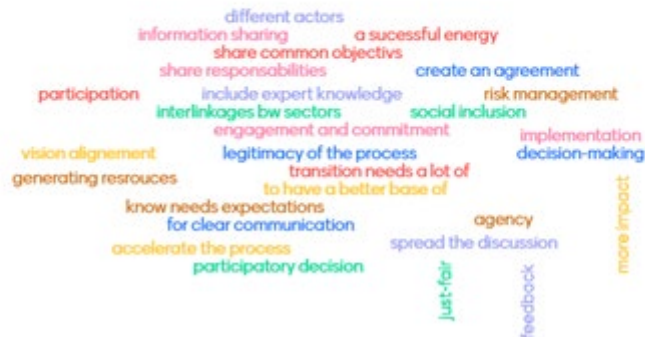 different actors
information sharing
a sucessful energy
share common objectivs
share responsabilities
create an agreement
participation
include expert knowledge
risk management
interlinkages bw sectors
social inclusion
engagement and commitment
implementation
vision alignement
legitimacy of the process
decision-making
transition needs a lot of
generating resrouces
to have a better base of
know needs expectations
agency
for clear communication
more impact
accelerate the process
spread the discussion
participatory decision
just-fair
feedback